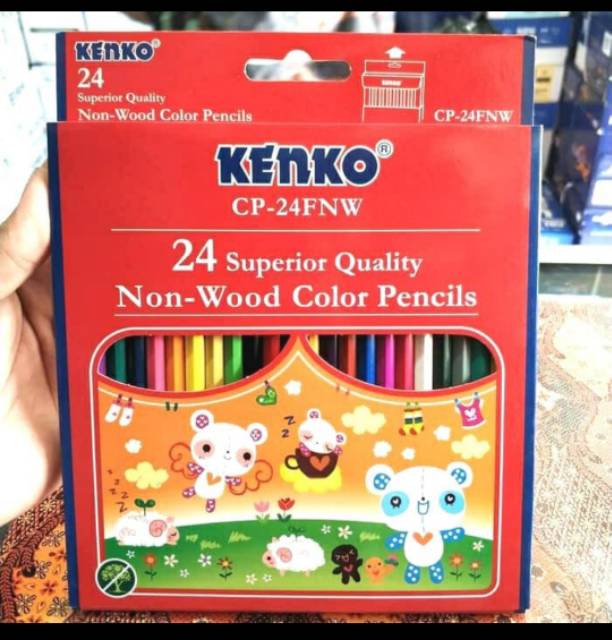 KENKO®
24
Superior Quality
Non-Wood Color Pencils
CP-24FNW
KENKO®
CP-24FNW
24 Superior Quality
Non-Wood Color Pencils
z z z
z z z z z